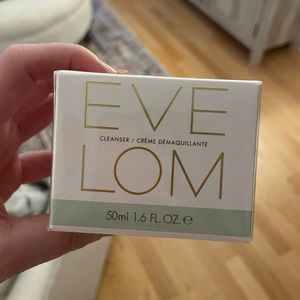 EVE
CLEANSER / CRÈME DÉMAQUILLANTE
LOM
50ml 1.6 FL.OZ.℮